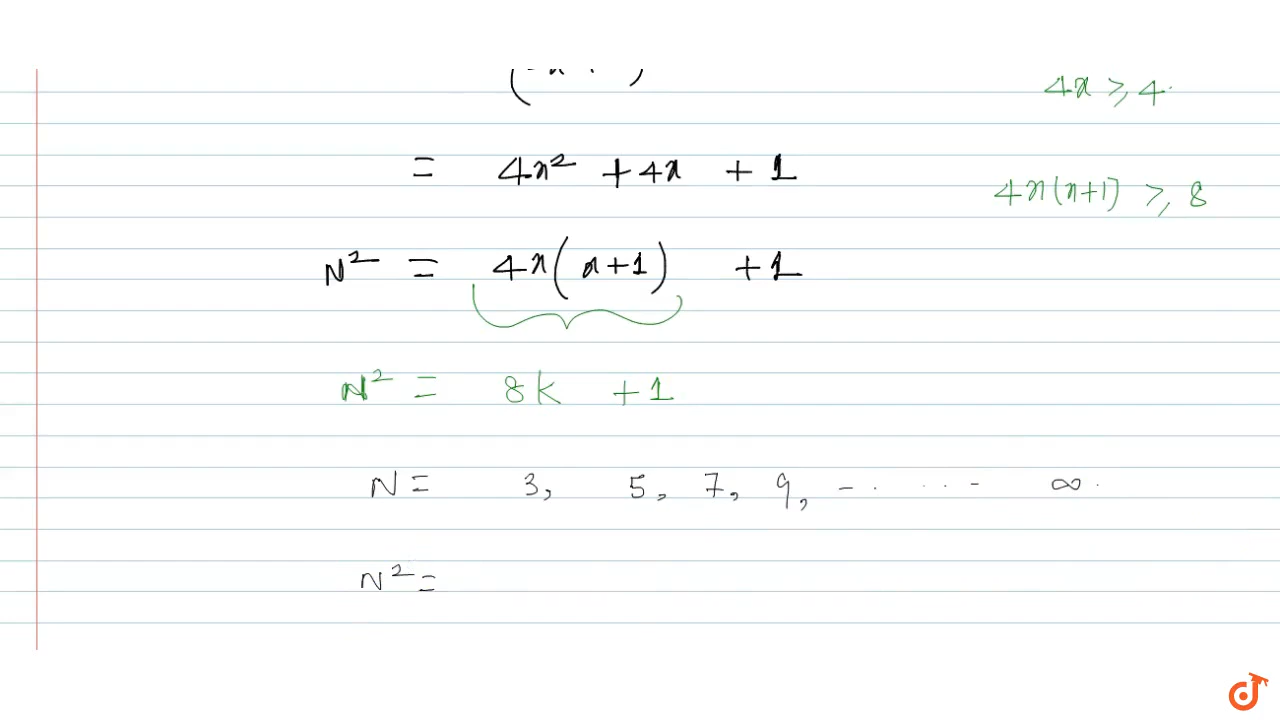 4x ⩾ 4
= 4x² + 4x + 1
4x(x+1) ⩾ 8
N² = 4x(x+1) + 1
N² = 8k + 1
N = 3, 5, 7, 9, - . . . . - ∞ .
N² =